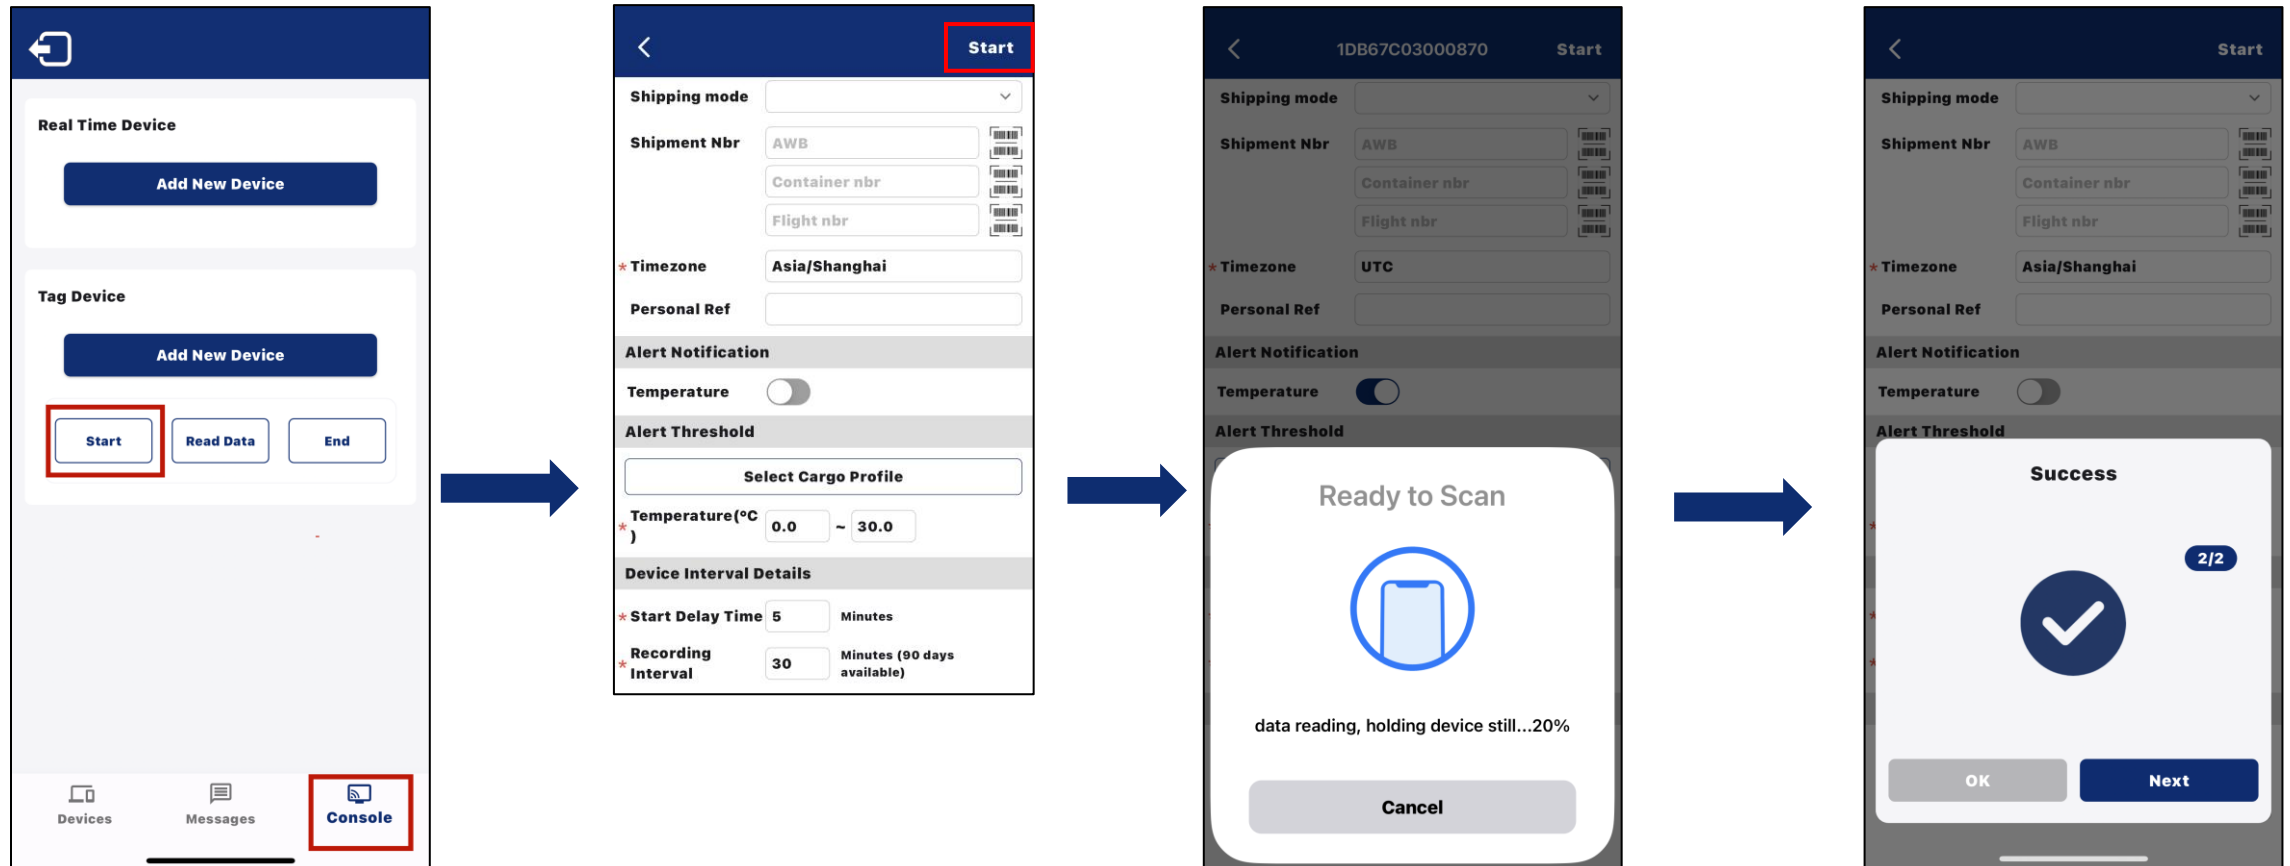 Real Time Device
Add New Device
Tag Device
Add New Device
Start
Read Data
End
Devices
Messages
Console
Start
Shipping mode
Shipment Nbr
AWB
Container nbr
Flight nbr
* Timezone
Asia/Shanghai
Personal Ref
Alert Notification
Temperature
Alert Threshold
Select Cargo Profile
* Temperature(°C
)
0.0 ~ 30.0
Device Interval Details
* Start Delay Time 5 Minutes
* Recording
Interval
30
Minutes (90 days
available)
1DB67C03000870
Start
Shipping mode
Shipment Nbr
AWB
Container nbr
Flight nbr
* Timezone
UTC
Personal Ref
Alert Notification
Temperature
Alert Threshold
Ready to Scan
data reading, holding device still...20%
Cancel
Start
Shipping mode
Shipment Nbr
AWB
Container nbr
Flight nbr
* Timezone
Asia/Shanghai
Personal Ref
Alert Notification
Temperature
Alert Threshold
Success
2/2
OK
Next